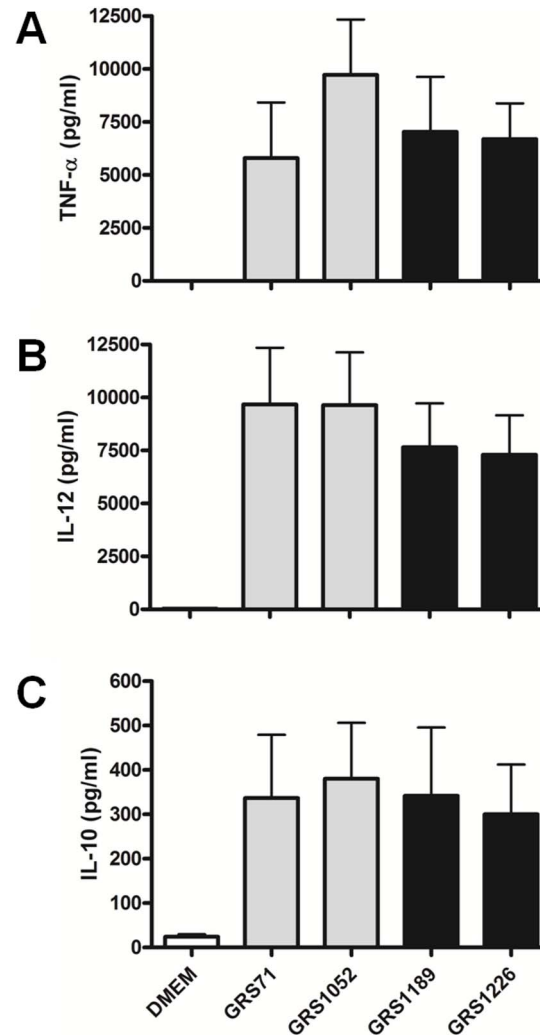 A
TNF-α (pg/ml)
12500
10000
7500
5000
2500
0
B
IL-12 (pg/ml)
12500
10000
7500
5000
2500
0
C
IL-10 (pg/ml)
600
500
400
300
200
100
0
DMEM
GRS71
GRS1052
GRS1189
GRS1226